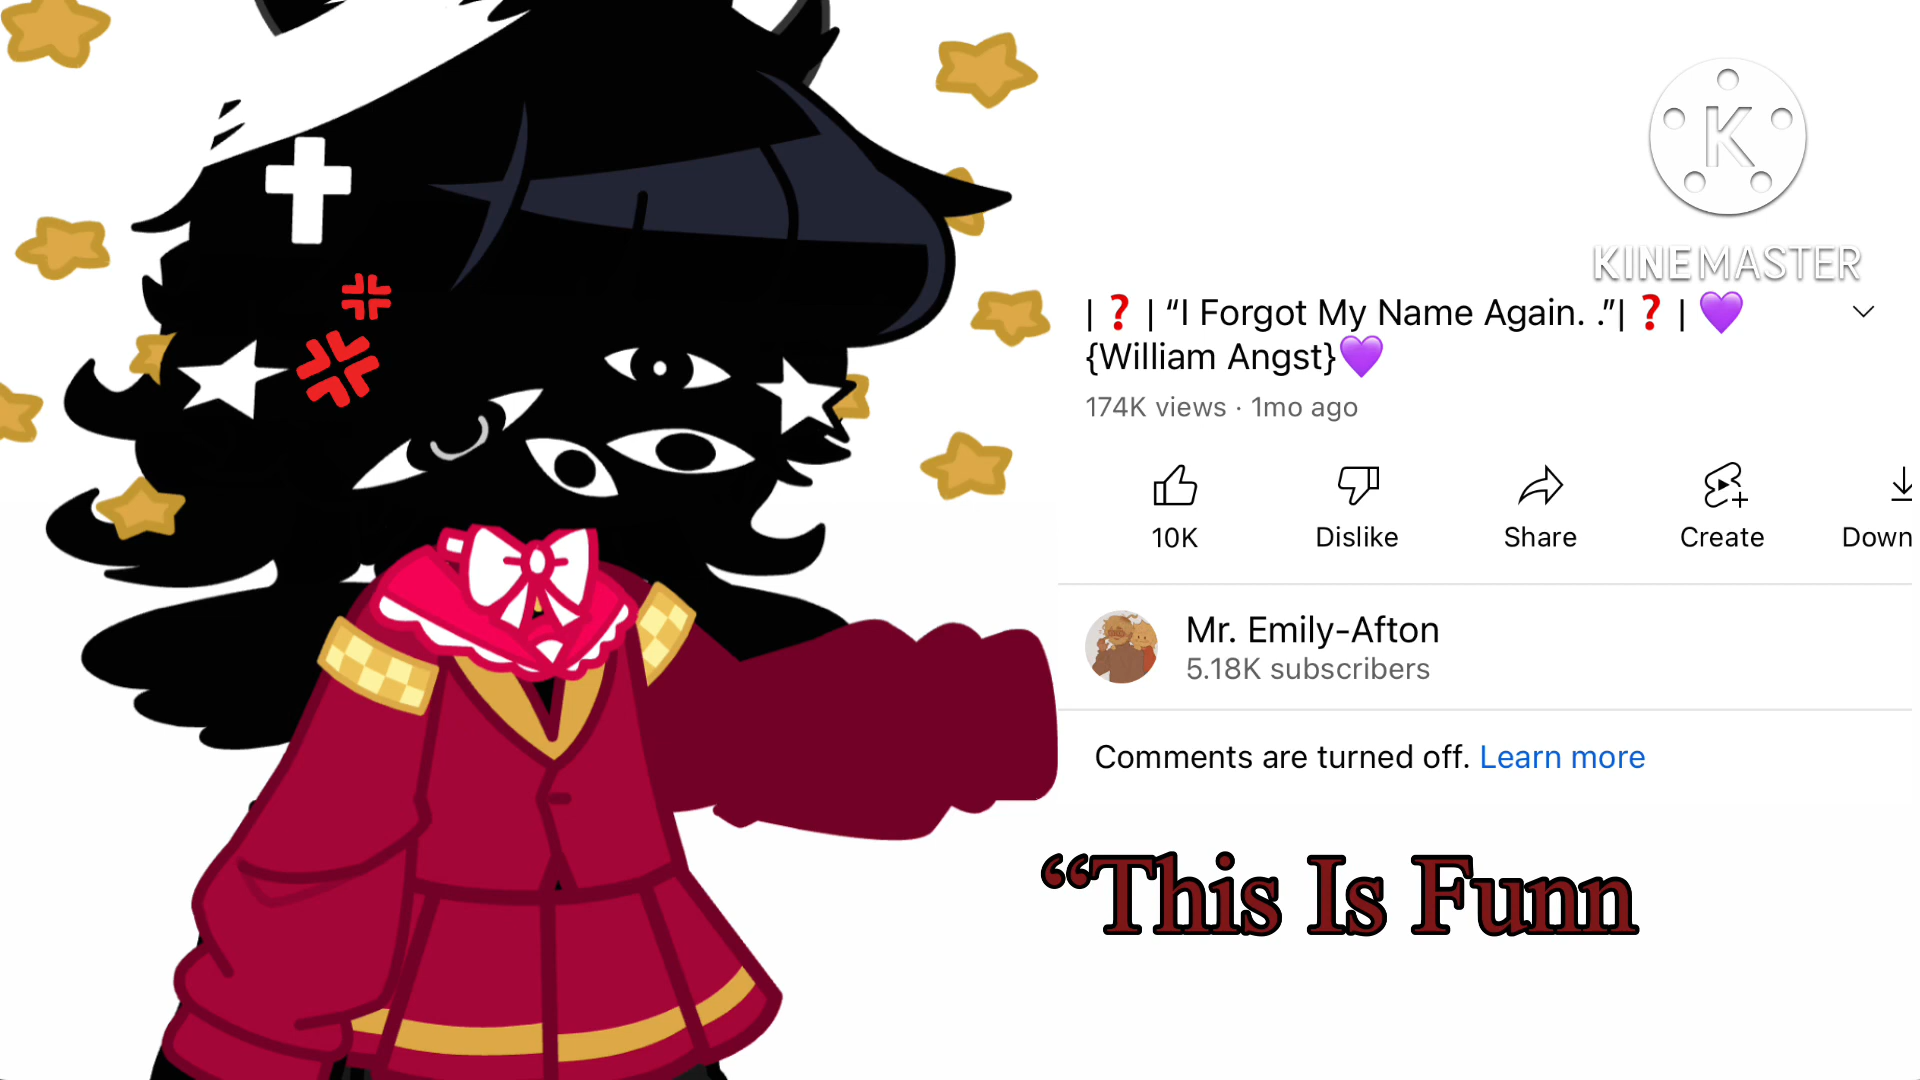 K
KINEMASTER
|❓| “I Forgot My Name Again. .”|❓| 💜
{William Angst}💜
174K views · 1mo ago
10K Dislike Share Create Down
Mr. Emily-Afton
5.18K subscribers
Comments are turned off. Learn more
“This Is Funn